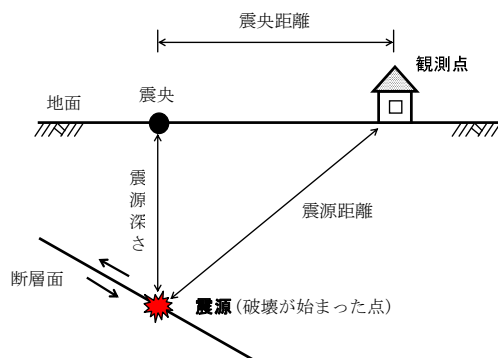 震央距離
観測点
震央
地面
震源深さ
震源距離
断層面
震源(破壊が始まった点)